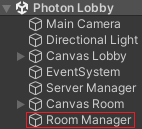 Photon Lobby
Main Camera
Directional Light
Canvas Lobby
EventSystem
Server Manager
Canvas Room
Room Manager